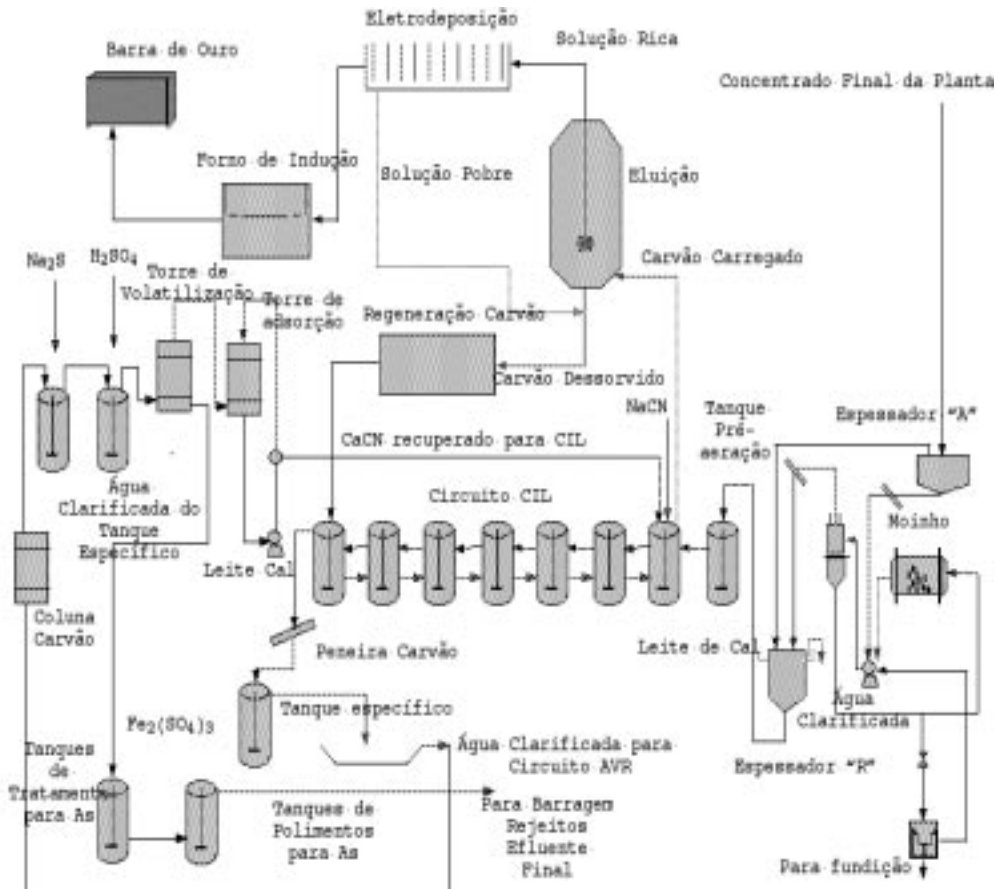 Eletrodeposição
Solução Rica
Barra de Ouro
Concentrado Final da Planta
Forno de Indução
Solução Pobre
Eluição
Na2S
H2SO4
Torre de
Volatilização
Torre de
adsorção
Carvão Carregado
Regeneração Carvão
Carvão Dessorvido
NaCN
Tanque
Pré-
aeração
Espessador "A"
CaCN recuperado para CIL
Água
Clarificada do
Tanque
Específico
Circuito CIL
Moinho
Leite Cal
Coluna
Carvão
Peneira Carvão
Leite de Cal
Água
Clarificada
Fe2(SO4)3
Tanque específico
Tanques
de
Tratamento
para As
Água Clarificada para
Circuito AVR
Espessador "R"
Tanques de
Polimentos
para As
Para Barragem
Rejeitos
Efluente
Final
Para fundição